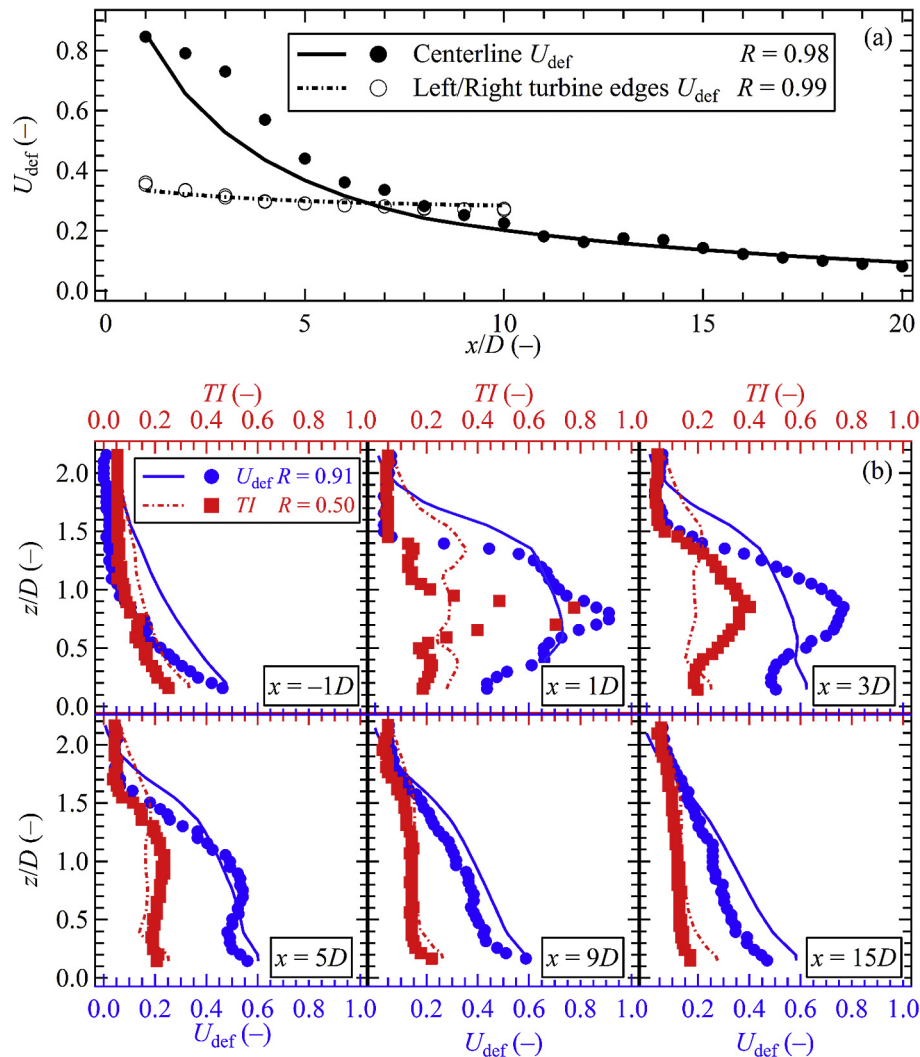 (a)
Centerline U_def R = 0.98
Left/Right turbine edges U_def R = 0.99
0.8
0.6
0.4
0.2
0.0
U_def (–)
0 5 10 15 20
x/D (–)
TI (–) TI (–) TI (–)
0.0 0.2 0.4 0.6 0.8 1.0 0.2 0.4 0.6 0.8 1.0 0.2 0.4 0.6 0.8 1.0
(b)
U_def R = 0.91
TI R = 0.50
2.0
1.5
1.0
0.5
0.0
z/D (–)
x = –1D x = 1D x = 3D
2.0
1.5
1.0
0.5
0.0
z/D (–)
x = 5D x = 9D x = 15D
0.0 0.2 0.4 0.6 0.8 1.0 0.2 0.4 0.6 0.8 1.0 0.2 0.4 0.6 0.8 1.0
U_def (–) U_def (–) U_def (–)